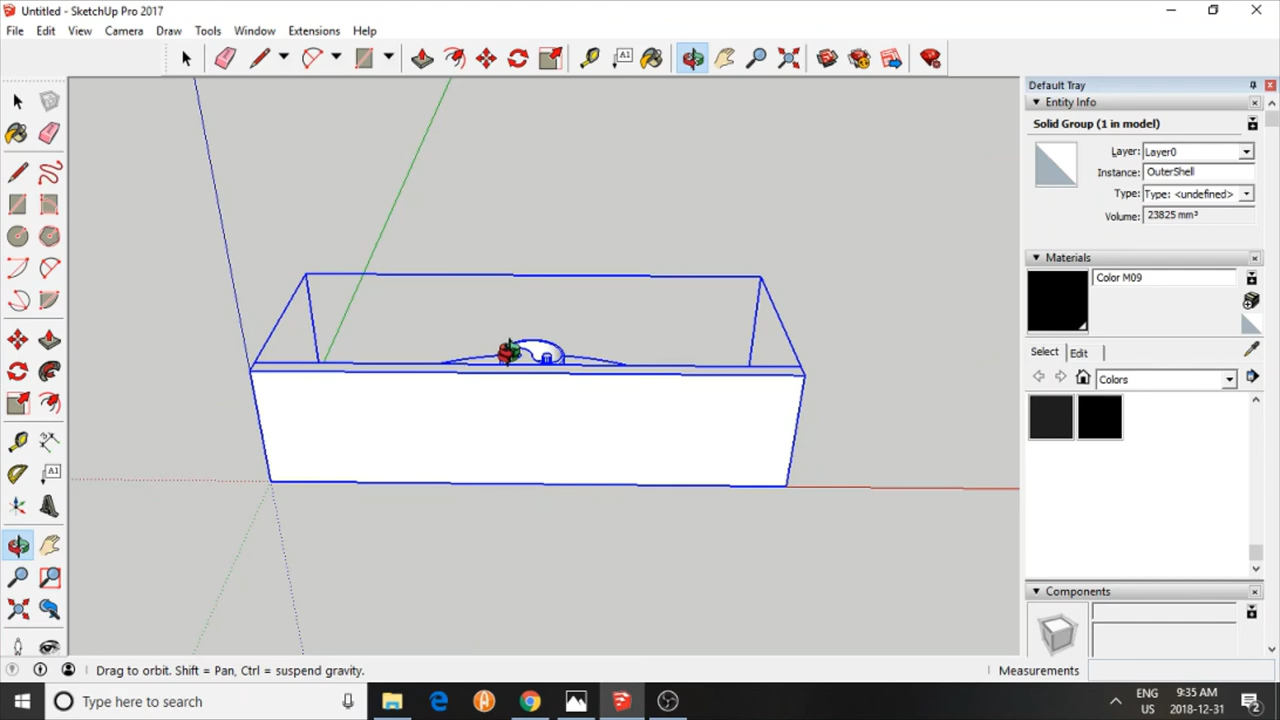 Untitled - SketchUp Pro 2017
File Edit View Camera Draw Tools Window Extensions Help
A1
Default Tray
Entity Info
Solid Group (1 in model)
Layer: Layer0
Instance: OuterShell
Type: Type: <undefined>
Volume: 23825 mm³
Materials
Color M09
Select Edit
Colors
A1
Components
Drag to orbit. Shift = Pan, Ctrl = suspend gravity.
Measurements
Type here to search
ENG
US
9:35 AM
2018-12-31
2